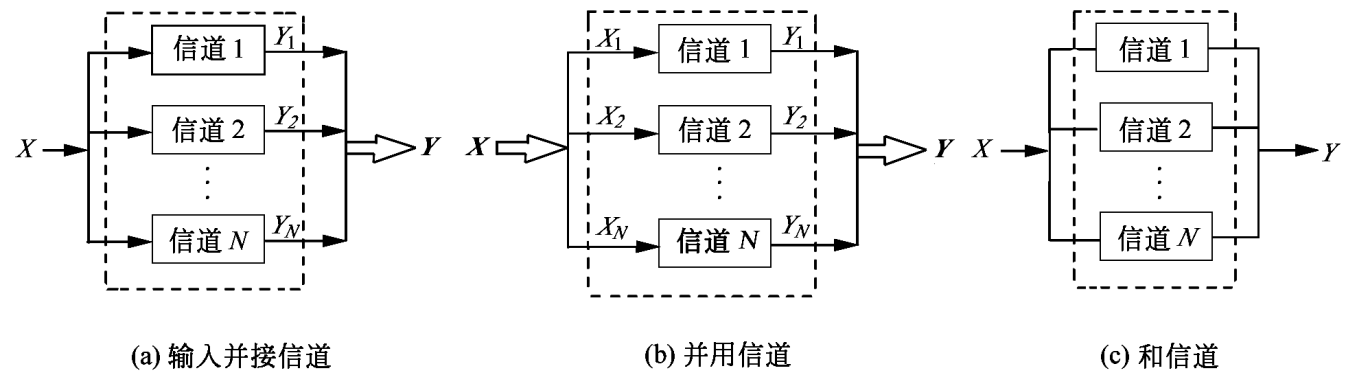 信道 1 Y1
信道 2 Y2
X Y
⋮
信道 N YN
(a) 输入并接信道
X1 信道 1 Y1
X2 信道 2 Y2
X Y
⋮
XN 信道 N YN
(b) 并用信道
信道 1
信道 2
X Y
⋮
信道 N
(c) 和信道